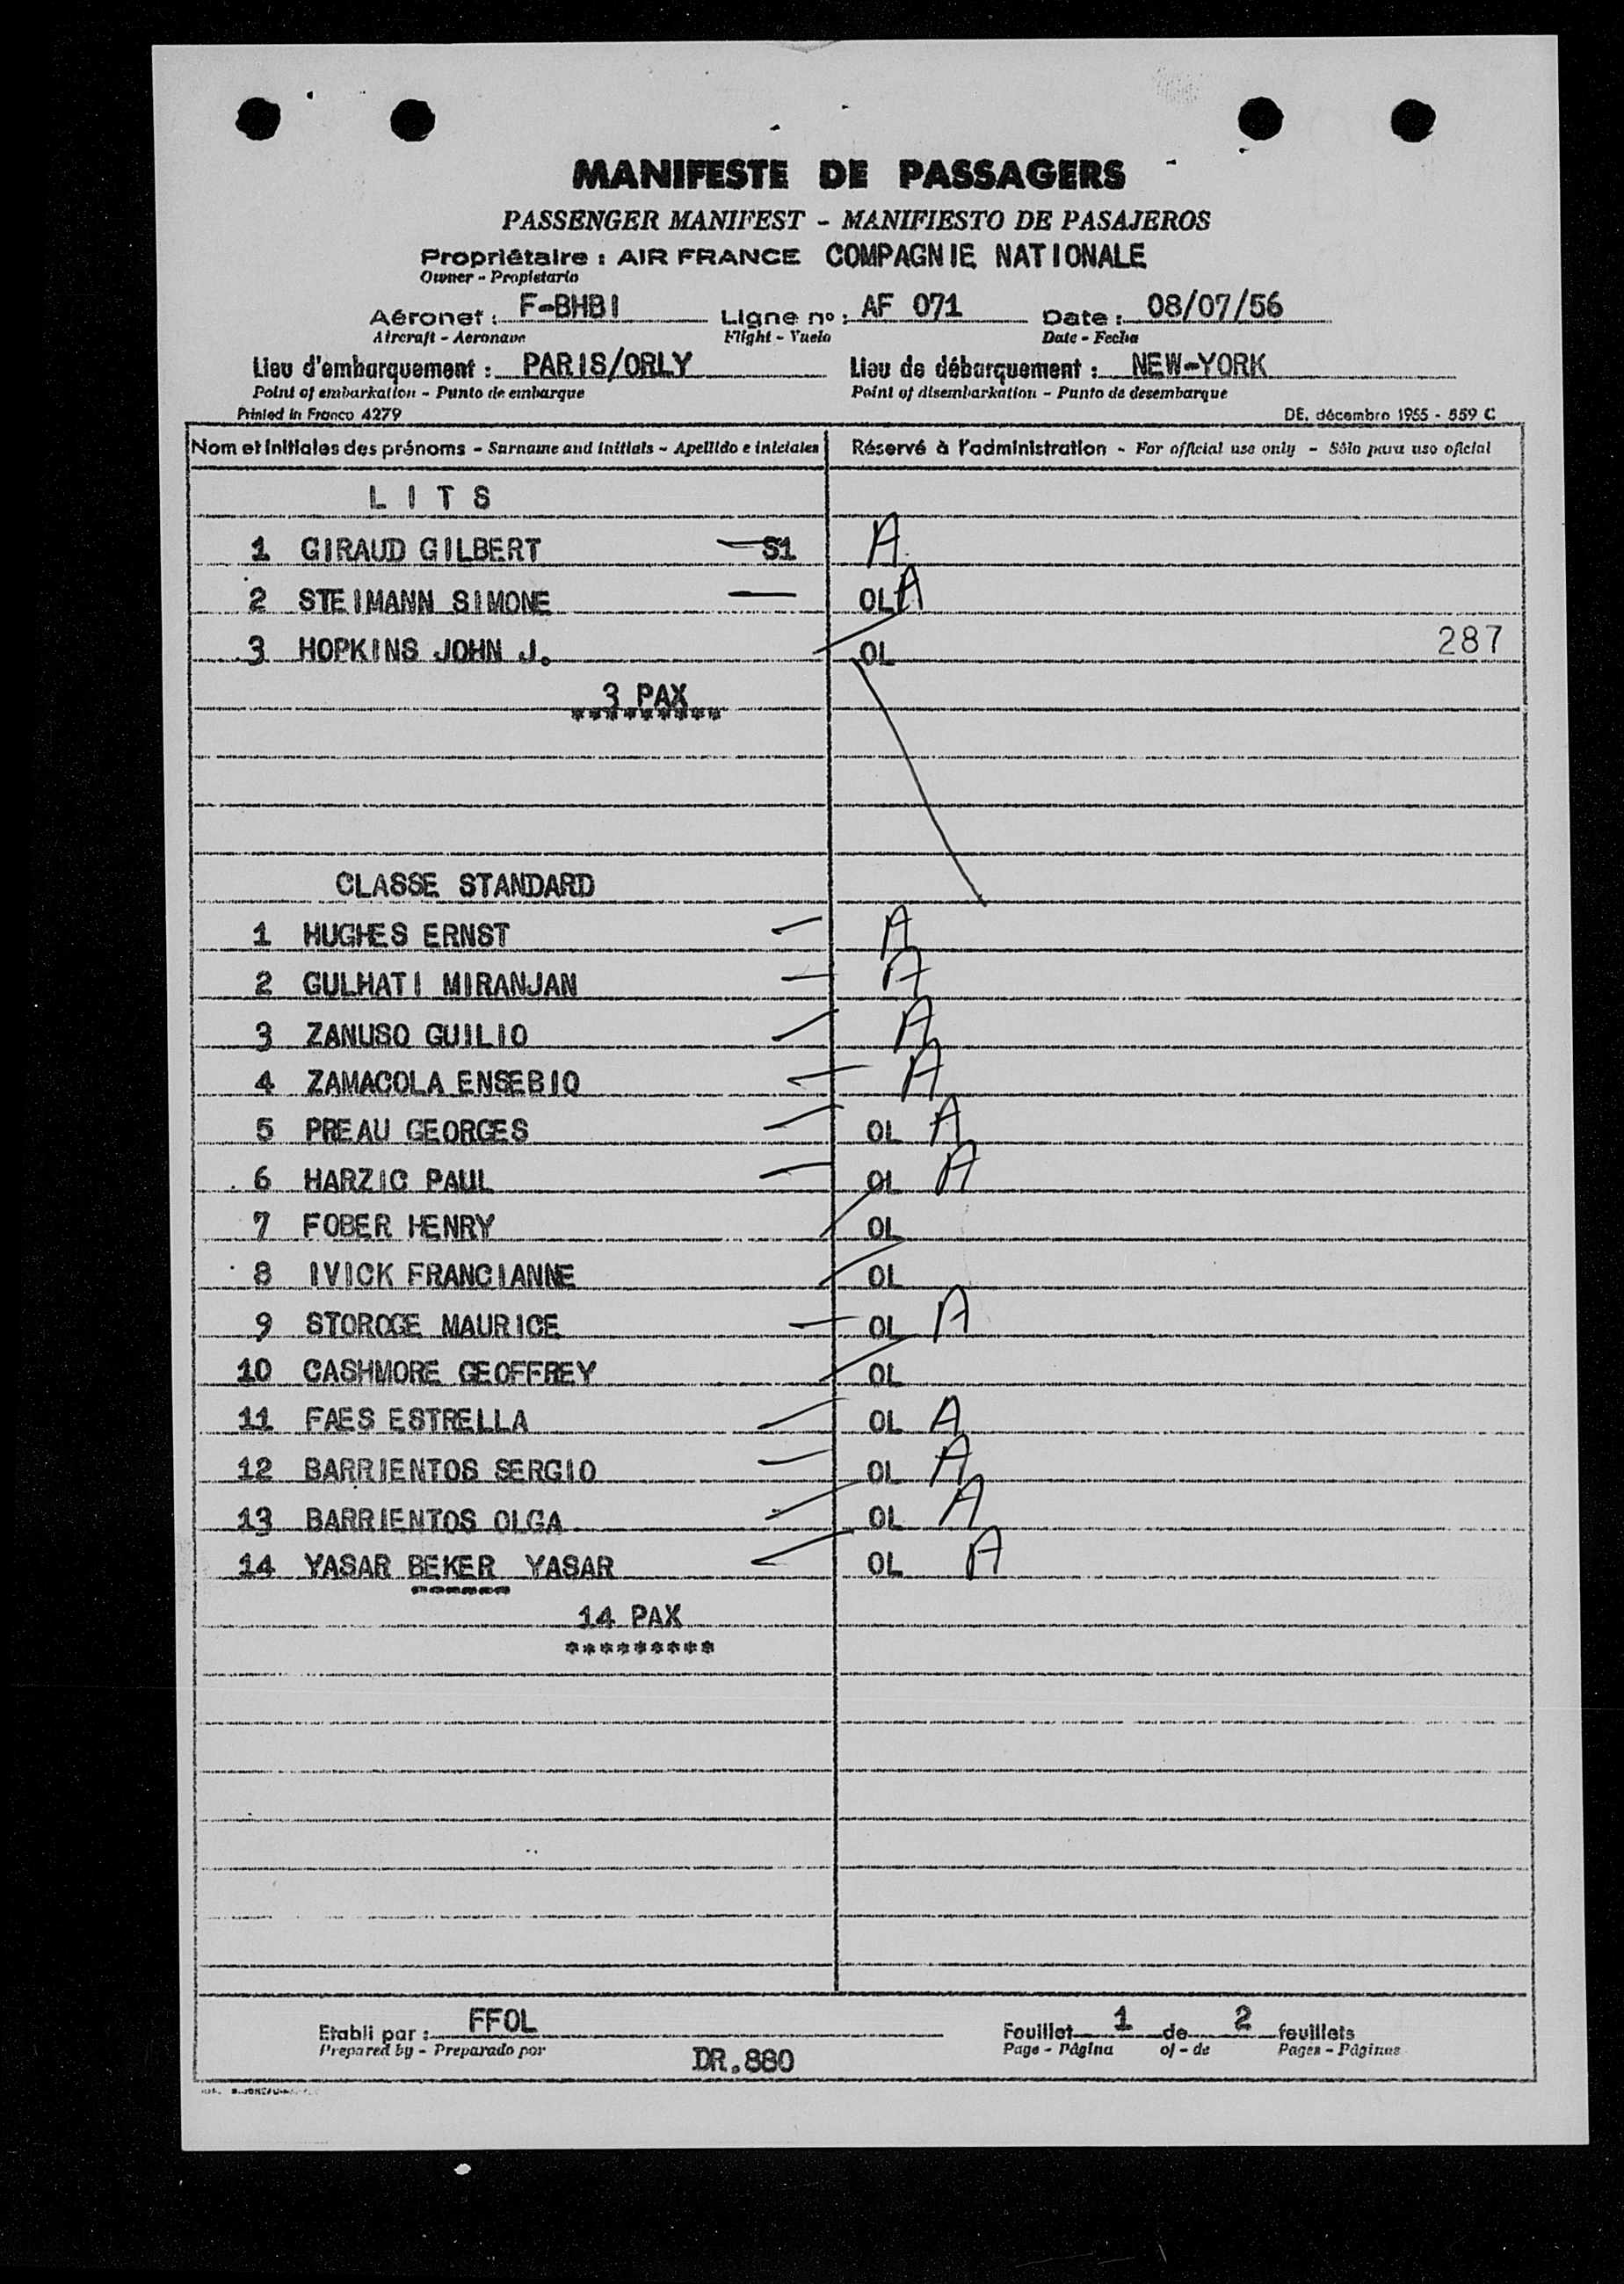 MANIFESTE DE PASSAGERS
PASSENGER MANIFEST - MANIFIESTO DE PASAJEROS
Propriétaire : AIR FRANCE COMPAGNIE NATIONALE
Owner - Propietario
Aéronef : F-BHBI Ligne no : AF 071 Date : 08/07/56
Aircraft - Aeronave Flight - Vuelo Date - Fecha
Lieu d'embarquement : PARIS/ORLY Lieu de débarquement : NEW-YORK
Point of embarkation - Punto de embarque Point of disembarkation - Punto de desembarque
Printed in France 4279 DE. décembre 1955 - 559 C
Nom et initiales des prénoms - Surname and initials - Apellido e iniciales Réservé à l'administration - For official use only - Sólo para uso oficial
LITS
1 GIRAUD GILBERT S1 A
2 STEIMANN SIMONE OL A
3 HOPKINS JOHN J. OL 287
3 PAX
*********
CLASSE STANDARD
1 HUGHES ERNST A
2 GULHATI MIRANJAN A
3 ZANUSO GUILIO A
4 ZAMACOLA ENSEBIO A
5 PREAU GEORGES OL A
6 HARZIC PAUL OL A
7 FOBER HENRY OL
8 IVICK FRANCIANNE OL
9 STOROGE MAURICE OL A
10 CASHMORE GEOFFREY OL
11 FAES ESTRELLA OL A
12 BARRIENTOS SERGIO OL A
13 BARRIENTOS OLGA OL A
14 YASAR BEKER YASAR OL A
14 PAX
*********
Etabli par : FFOL Feuillet 1 de 2 feuillets
Prepared by - Preparado por Page - Página of - de Pages - Páginas
DR.880